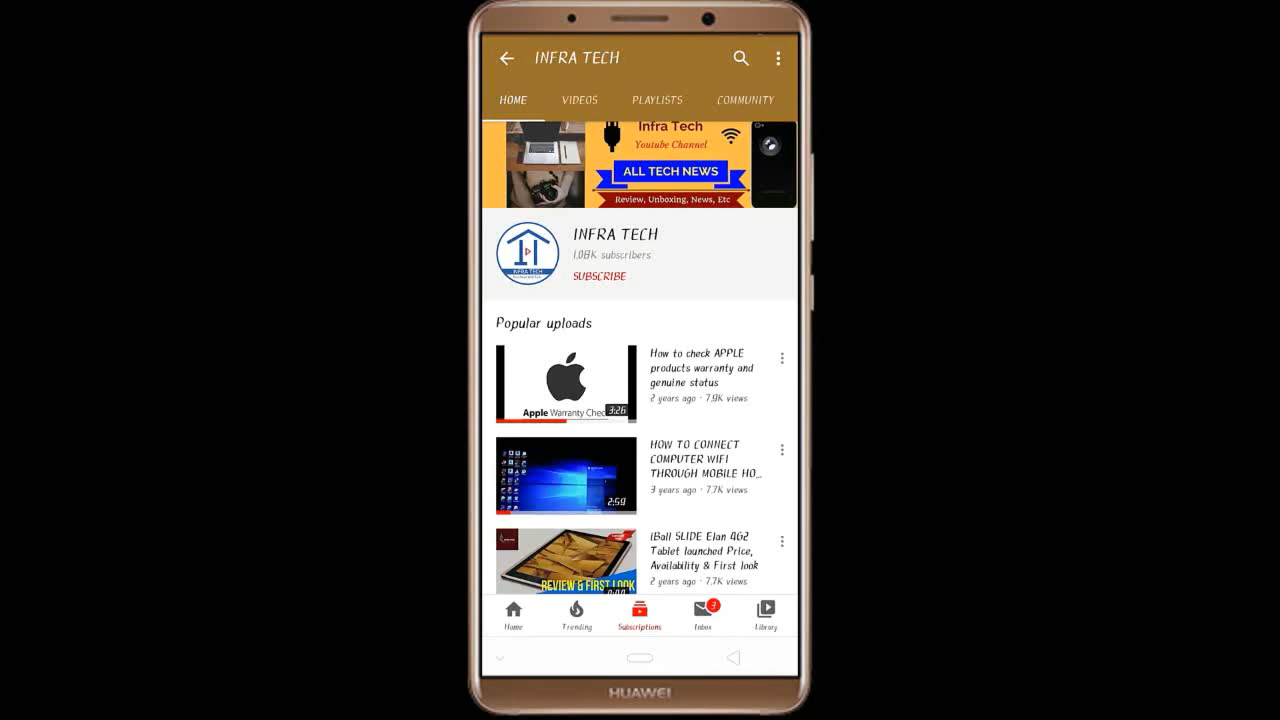 INFRA TECH
HOME VIDEOS PLAYLISTS COMMUNITY
Infra Tech
Youtube Channel
ALL TECH NEWS
Review, Unboxing, News, Etc
INFRA TECH
INFRA TECH
1.08K subscribers
SUBSCRIBE
Popular uploads
Apple Warranty Chec
3:26
How to check APPLE
products warranty and
genuine status
2 years ago · 7.9K views
2:59
HOW TO CONNECT
COMPUTER WIFI
THROUGH MOBILE HO...
3 years ago · 7.7K views
REVIEW & FIRST LOOK
iBall SLIDE Elan 4G2
Tablet launched Price,
Availability & First look
2 years ago · 7.7K views
7
Home Trending Subscriptions Inbox Library
HUAWEI